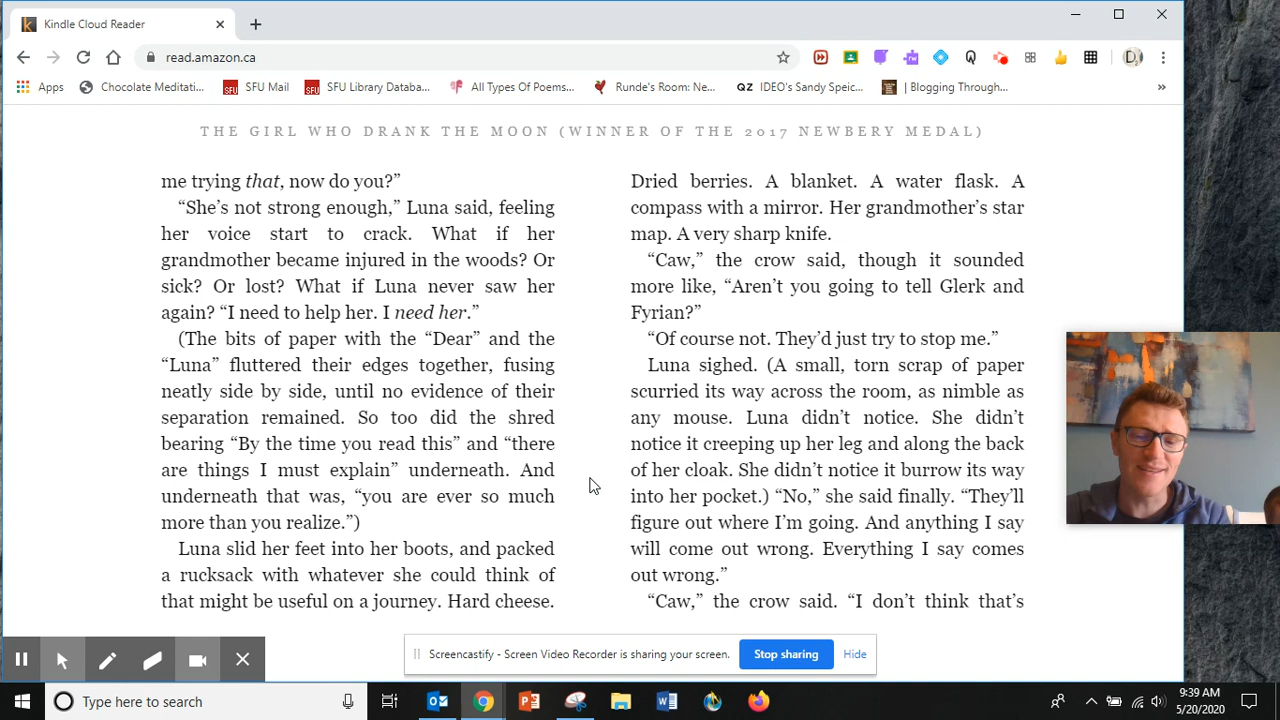 Kindle Cloud Reader
read.amazon.ca
Apps
Chocolate Meditati...
SFU Mail
SFU Library Databa...
All Types Of Poems...
Runde's Room: Ne...
IDEO's Sandy Speic...
| Blogging Through...
THE GIRL WHO DRANK THE MOON (WINNER OF THE 2017 NEWBERY MEDAL)
me trying that, now do you?”
“She’s not strong enough,” Luna said, feeling
her voice start to crack. What if her
grandmother became injured in the woods? Or
sick? Or lost? What if Luna never saw her
again? “I need to help her. I need her.”
(The bits of paper with the “Dear” and the
“Luna” fluttered their edges together, fusing
neatly side by side, until no evidence of their
separation remained. So too did the shred
bearing “By the time you read this” and “there
are things I must explain” underneath. And
underneath that was, “you are ever so much
more than you realize.”)
Luna slid her feet into her boots, and packed
a rucksack with whatever she could think of
that might be useful on a journey. Hard cheese.
Dried berries. A blanket. A water flask. A
compass with a mirror. Her grandmother’s star
map. A very sharp knife.
“Caw,” the crow said, though it sounded
more like, “Aren’t you going to tell Glerk and
Fyrian?”
“Of course not. They’d just try to stop me.”
Luna sighed. (A small, torn scrap of paper
scurried its way across the room, as nimble as
any mouse. Luna didn’t notice. She didn’t
notice it creeping up her leg and along the back
of her cloak. She didn’t notice it burrow its way
into her pocket.) “No,” she said finally. “They’ll
figure out where I’m going. And anything I say
will come out wrong. Everything I say comes
out wrong.”
“Caw,” the crow said. “I don’t think that’s
Screencastify - Screen Video Recorder is sharing your screen.
Stop sharing
Hide
Type here to search
9:39 AM
5/20/2020